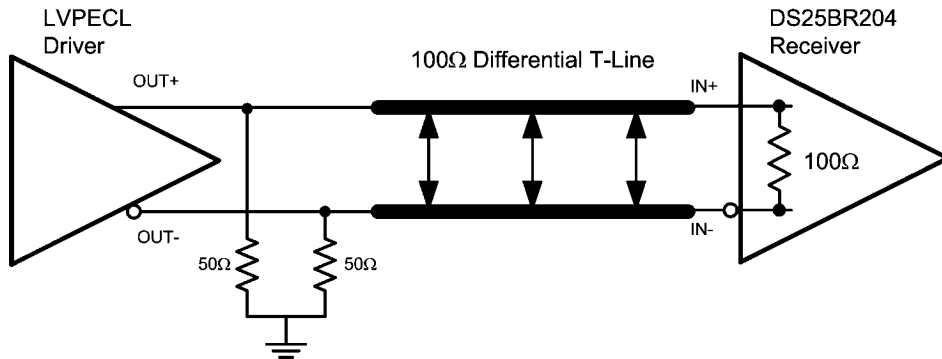 LVPECL
Driver
DS25BR204
Receiver
100Ω Differential T-Line
OUT+
IN+
100Ω
OUT-
IN-
50Ω
50Ω